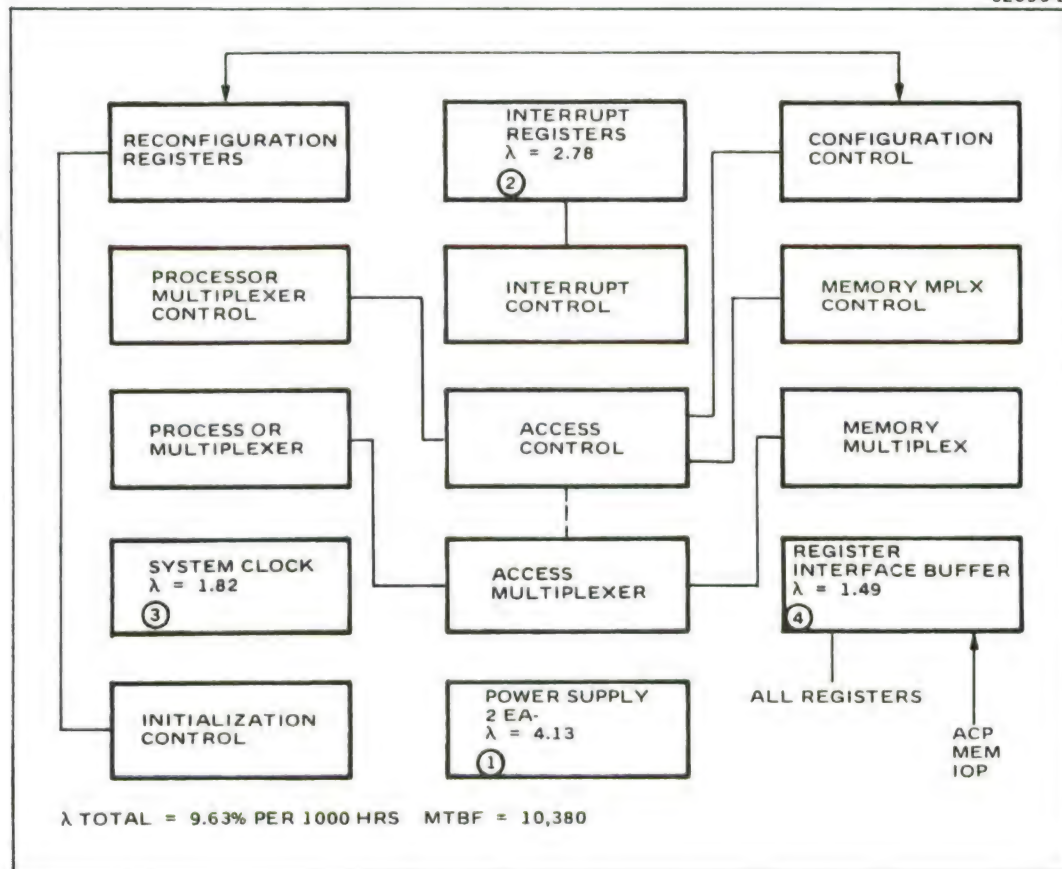 RECONFIGURATION
REGISTERS
INTERRUPT
REGISTERS
λ = 2.78
2
CONFIGURATION
CONTROL
PROCESSOR
MULTIPLEXER
CONTROL
INTERRUPT CONTROL
MEMORY MPLX
CONTROL
PROCESS OR
MULTIPLEXER
ACCESS
CONTROL
MEMORY
MULTIPLEX
SYSTEM CLOCK
λ = 1.82
3
ACCESS
MULTIPLEXER
REGISTER
INTERFACE BUFFER
λ = 1.49
4
INITIALIZATION
CONTROL
POWER SUPPLY
2 EA-
λ = 4.13
1
ALL REGISTERS
ACP
MEM
IOP
λ TOTAL = 9.63% PER 1000 HRS MTBF = 10,380